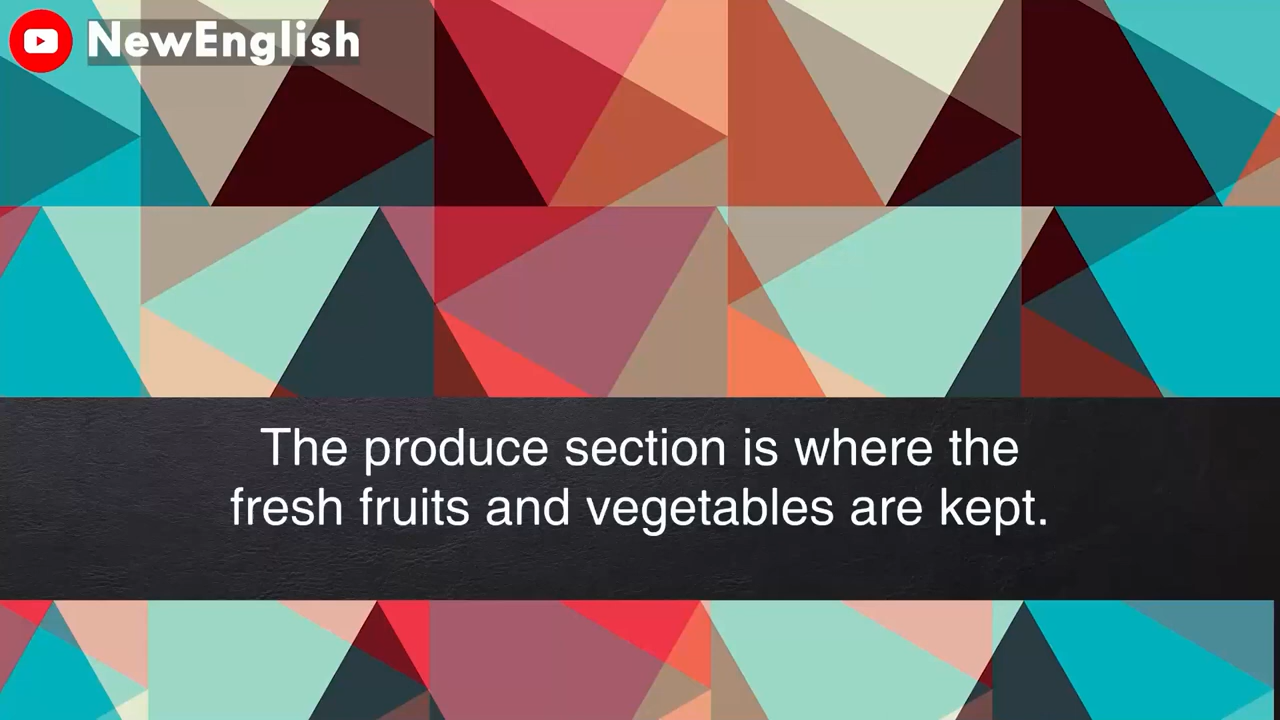 NewEnglish
The produce section is where the
fresh fruits and vegetables are kept.